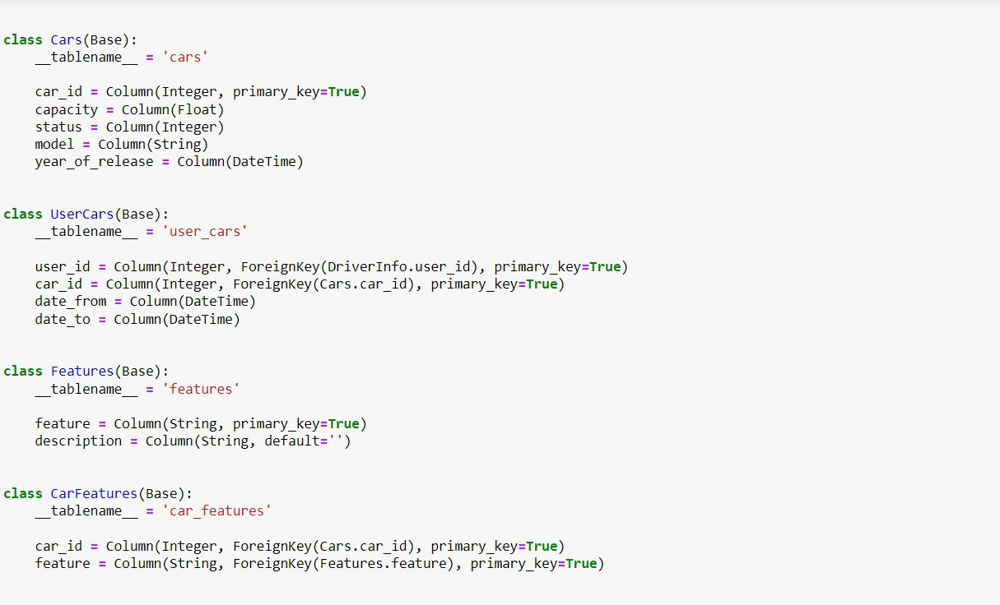 class Cars(Base):
    __tablename__ = 'cars'

    car_id = Column(Integer, primary_key=True)
    capacity = Column(Float)
    status = Column(Integer)
    model = Column(String)
    year_of_release = Column(DateTime)


class UserCars(Base):
    __tablename__ = 'user_cars'

    user_id = Column(Integer, ForeignKey(DriverInfo.user_id), primary_key=True)
    car_id = Column(Integer, ForeignKey(Cars.car_id), primary_key=True)
    date_from = Column(DateTime)
    date_to = Column(DateTime)


class Features(Base):
    __tablename__ = 'features'

    feature = Column(String, primary_key=True)
    description = Column(String, default='')


class CarFeatures(Base):
    __tablename__ = 'car_features'

    car_id = Column(Integer, ForeignKey(Cars.car_id), primary_key=True)
    feature = Column(String, ForeignKey(Features.feature), primary_key=True)